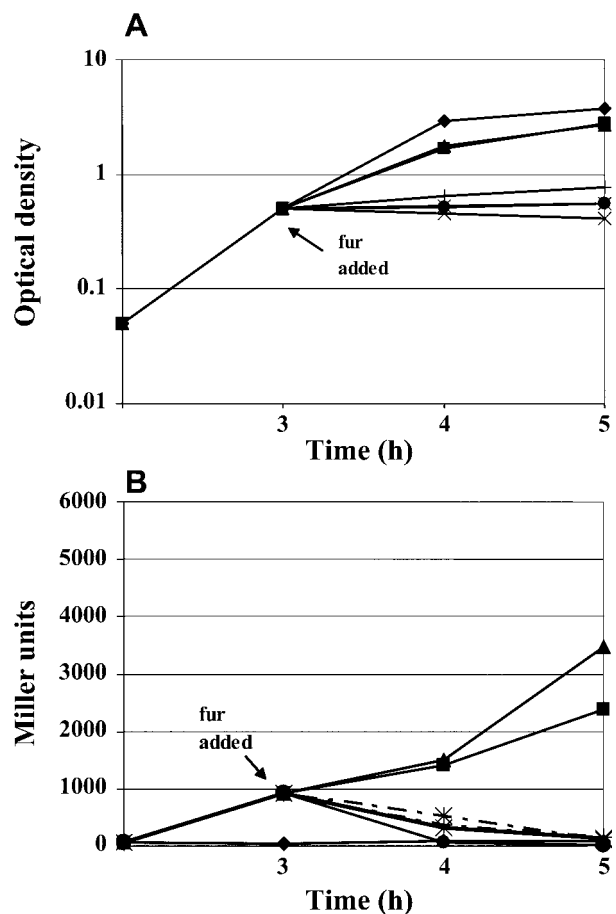 A
10
1
0.1
0.01
Optical density
fur
added
3
4
5
Time (h)
B
6000
5000
4000
3000
2000
1000
0
Miller units
fur
added
3
4
5
Time (h)